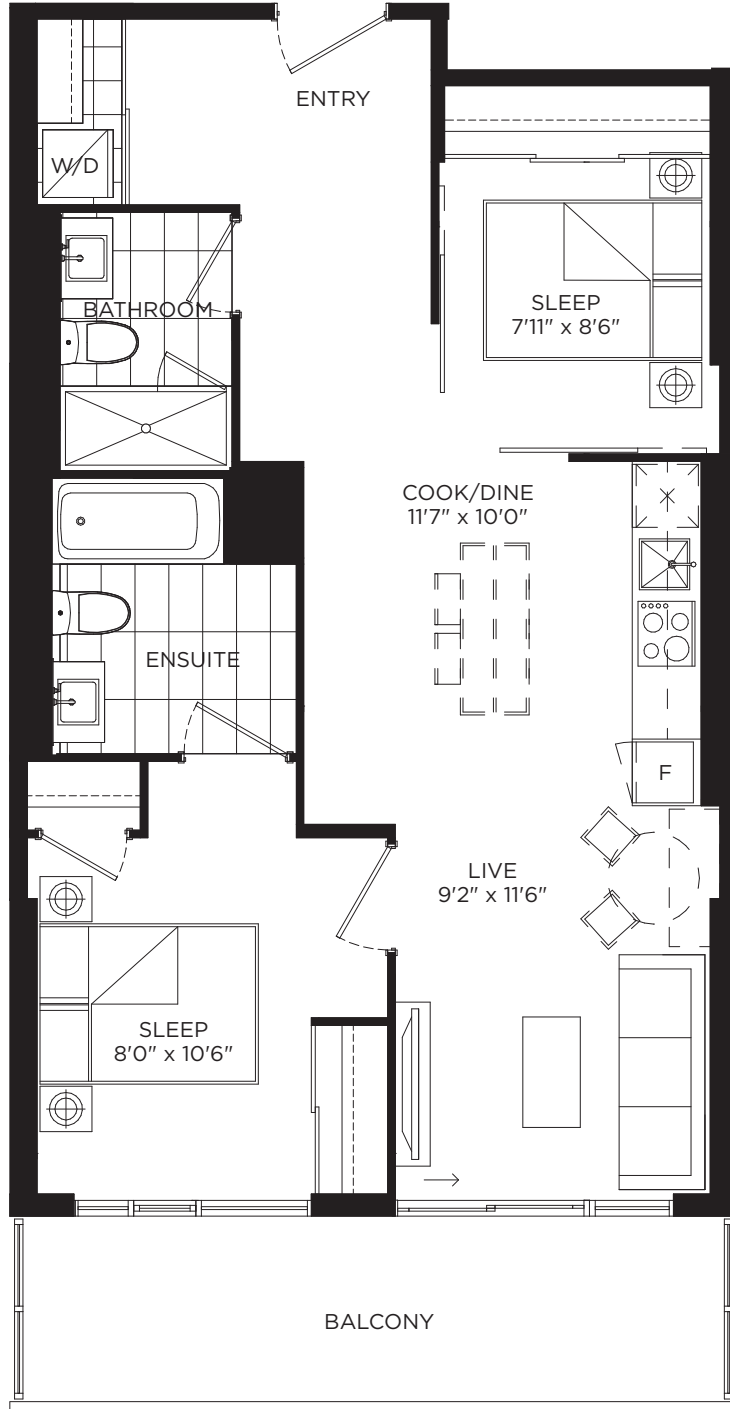 ENTRY
W/D
BATHROOM
SLEEP
7'11" x 8'6"
COOK/DINE
11'7" x 10'0"
ENSUITE
F
LIVE
9'2" x 11'6"
SLEEP
8'0" x 10'6"
BALCONY